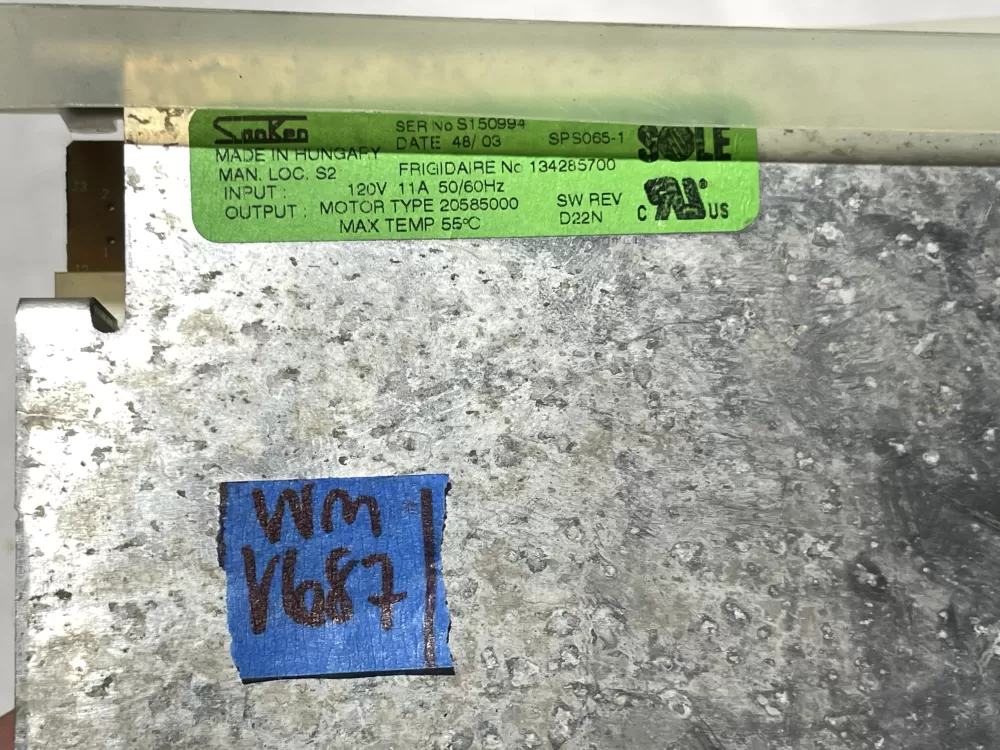 SanKen
SER No S150994
DATE 48/03 SPS065-1 SOLE
MADE IN HUNGARY
MAN. LOC. S2 FRIGIDAIRE No 134285700
INPUT : 120V 11A 50/60Hz
OUTPUT : MOTOR TYPE 20585000 SW REV
MAX TEMP 55°C D22N
C RU ® US
WM
V687